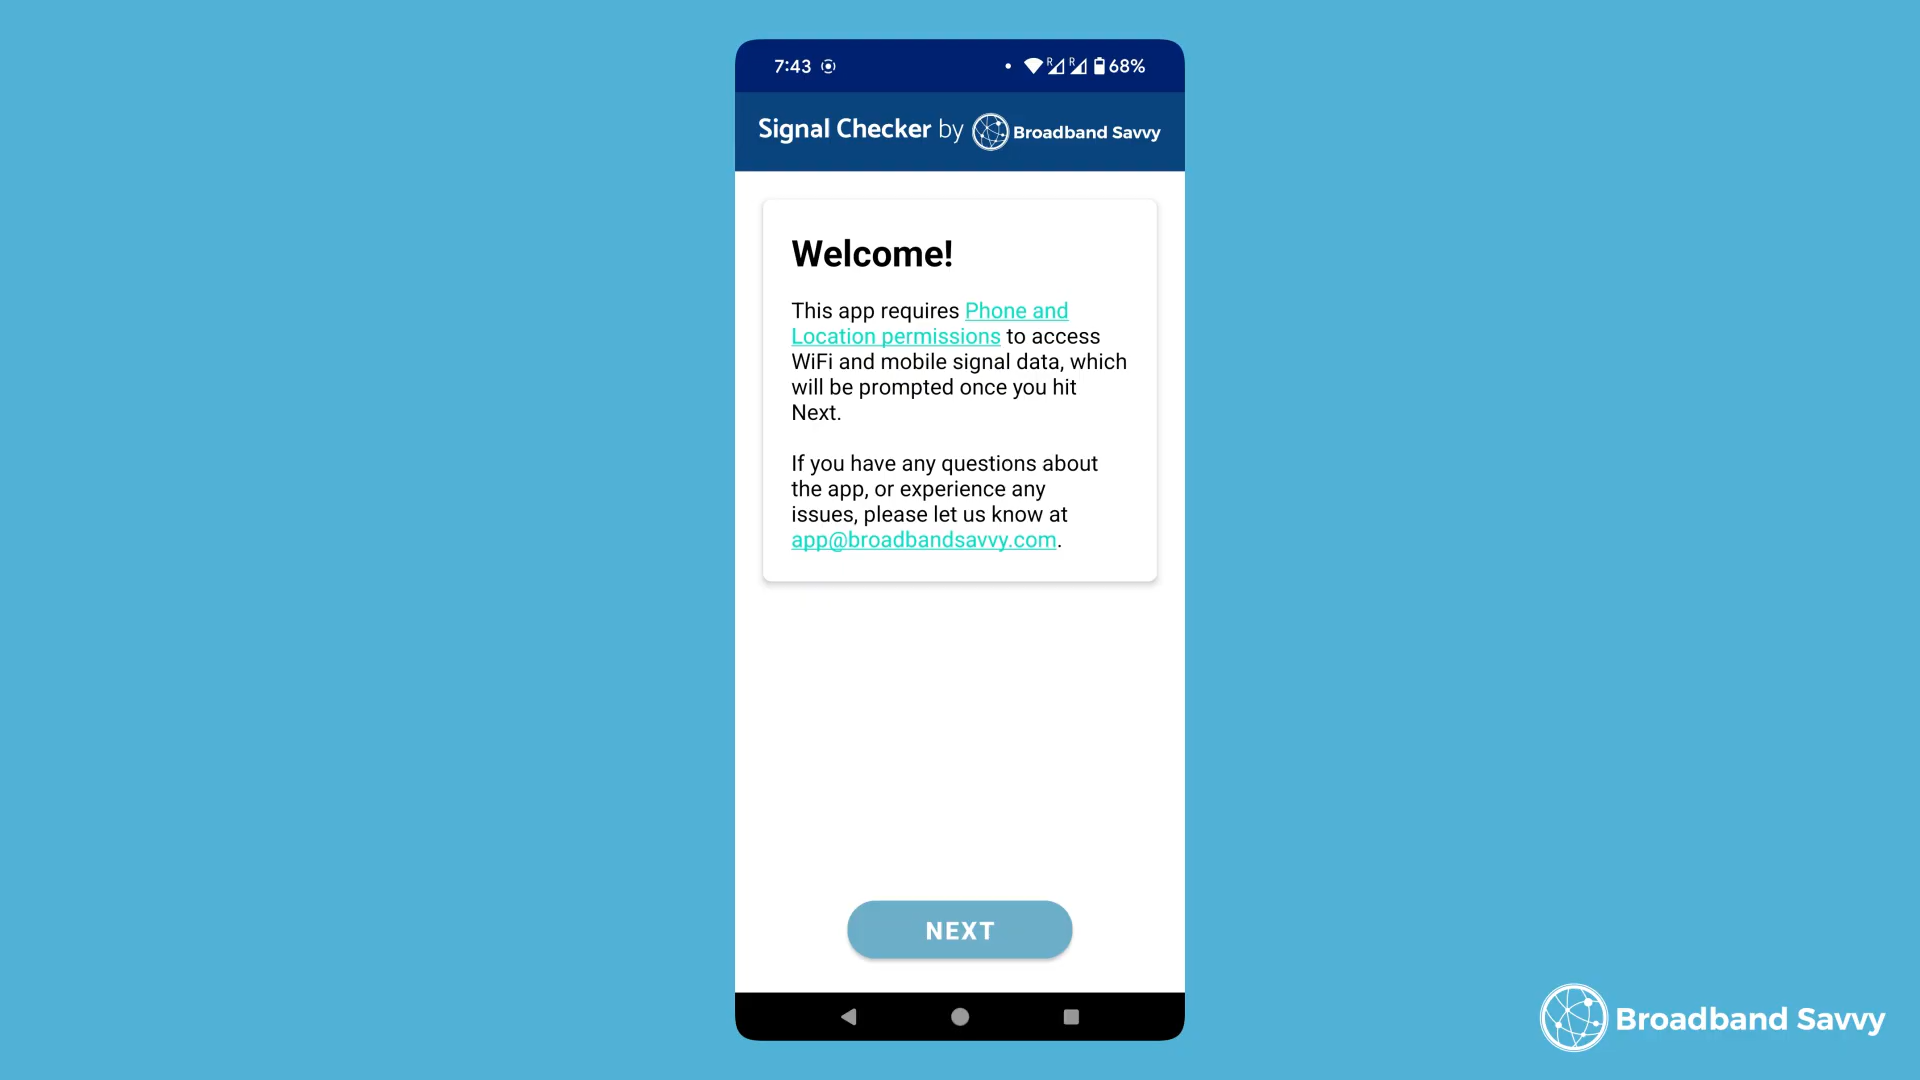 7:43
R R 68%
Signal Checker by Broadband Savvy
Welcome!
This app requires Phone and
Location permissions to access
WiFi and mobile signal data, which
will be prompted once you hit
Next.
If you have any questions about
the app, or experience any
issues, please let us know at
app@broadbandsavvy.com.
NEXT
Broadband Savvy